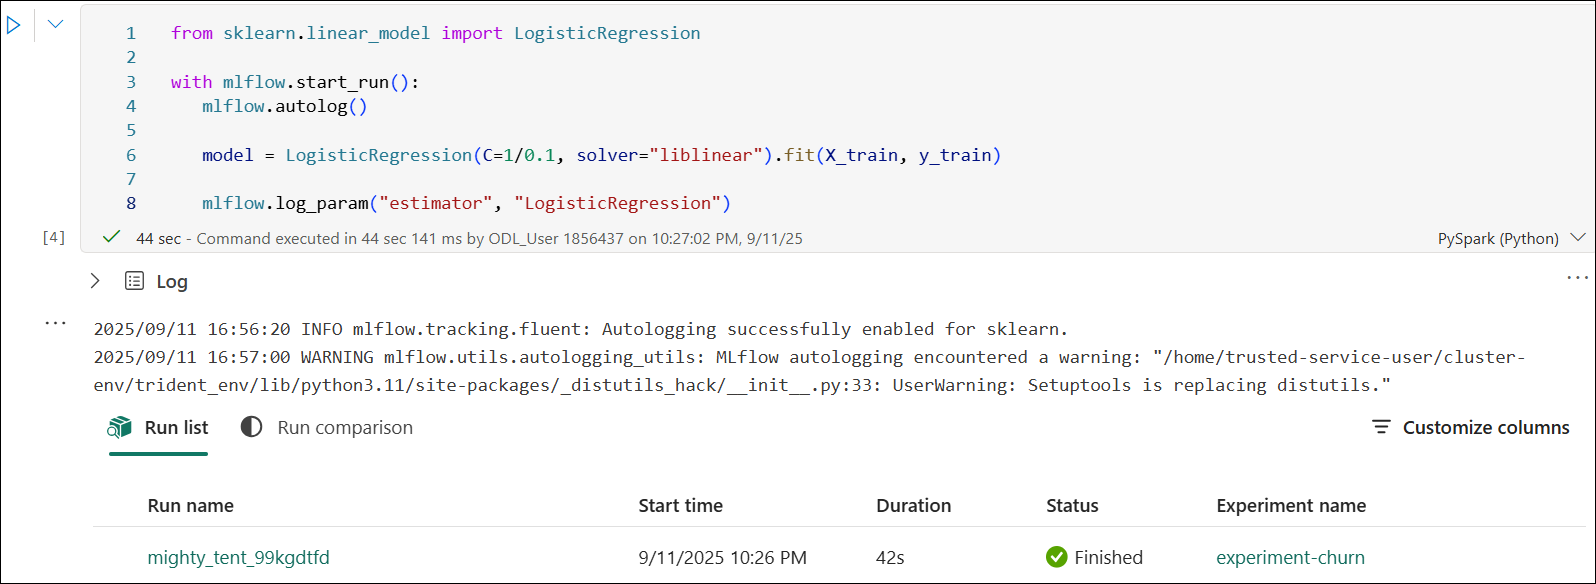 1 from sklearn.linear_model import LogisticRegression
2
3 with mlflow.start_run():
4    mlflow.autolog()
5
6    model = LogisticRegression(C=1/0.1, solver="liblinear").fit(X_train, y_train)
7
8    mlflow.log_param("estimator", "LogisticRegression")
[4] 44 sec - Command executed in 44 sec 141 ms by ODL_User 1856437 on 10:27:02 PM, 9/11/25 PySpark (Python)
Log
2025/09/11 16:56:20 INFO mlflow.tracking.fluent: Autologging successfully enabled for sklearn.
2025/09/11 16:57:00 WARNING mlflow.utils.autologging_utils: MLflow autologging encountered a warning: "/home/trusted-service-user/cluster-
env/trident_env/lib/python3.11/site-packages/_distutils_hack/__init__.py:33: UserWarning: Setuptools is replacing distutils."
Run list Run comparison Customize columns
Run name Start time Duration Status Experiment name
mighty_tent_99kgdtfd 9/11/2025 10:26 PM 42s Finished experiment-churn